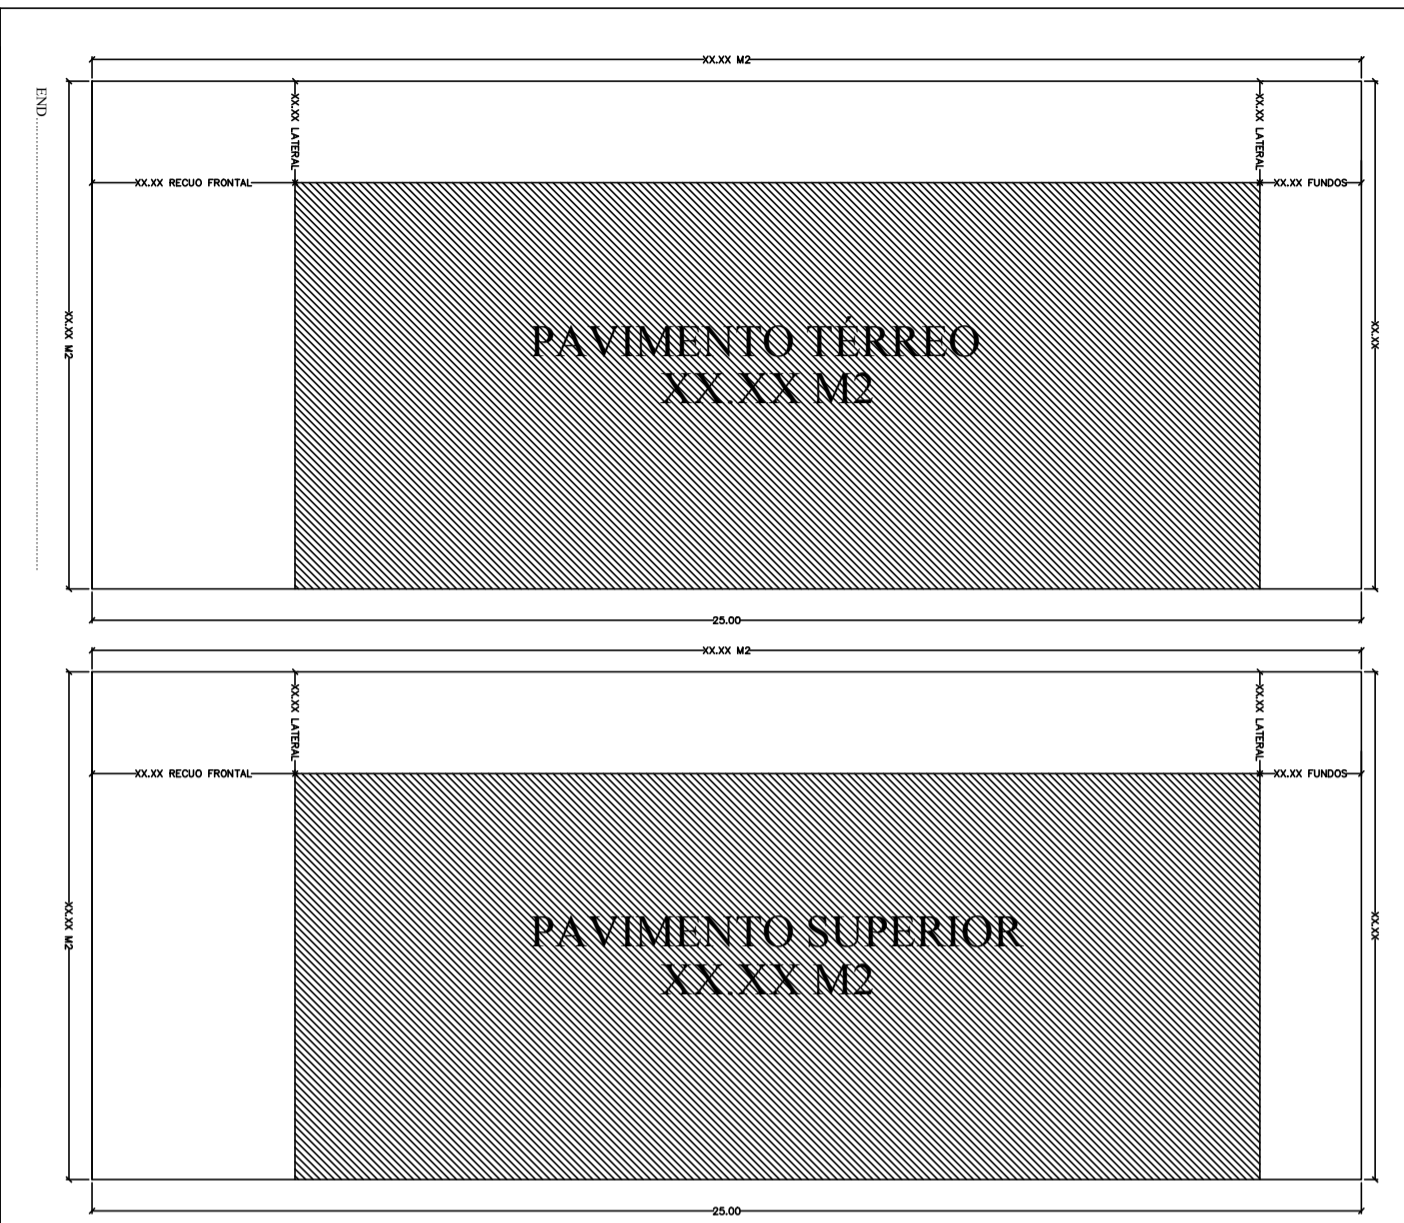 XX.XX M2
END.......................................................
XX.XX LATERAL
XX.XX LATERAL
XX.XX RECUO FRONTAL
XX.XX FUNDOS
XX.XX M2
XX.XX
PAVIMENTO TÉRREO
XX.XX M2
25.00
XX.XX M2
XX.XX LATERAL
XX.XX LATERAL
XX.XX RECUO FRONTAL
XX.XX FUNDOS
XX.XX M2
XX.XX
PAVIMENTO SUPERIOR
XX.XX M2
25.00